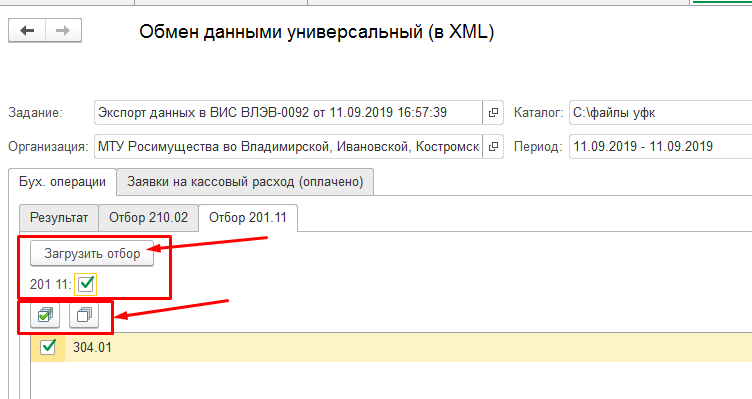 Обмен данными универсальный (в XML)
Задание: Экспорт данных в ВИС ВЛЭВ-0092 от 11.09.2019 16:57:39 Каталог: C:\файлы уфк
Организация: МТУ Росимущества во Владимирской, Ивановской, Костромск Период: 11.09.2019 - 11.09.2019
Бух. операции Заявки на кассовый расход (оплачено)
Результат Отбор 210.02 Отбор 201.11
Загрузить отбор
201 11:
304.01